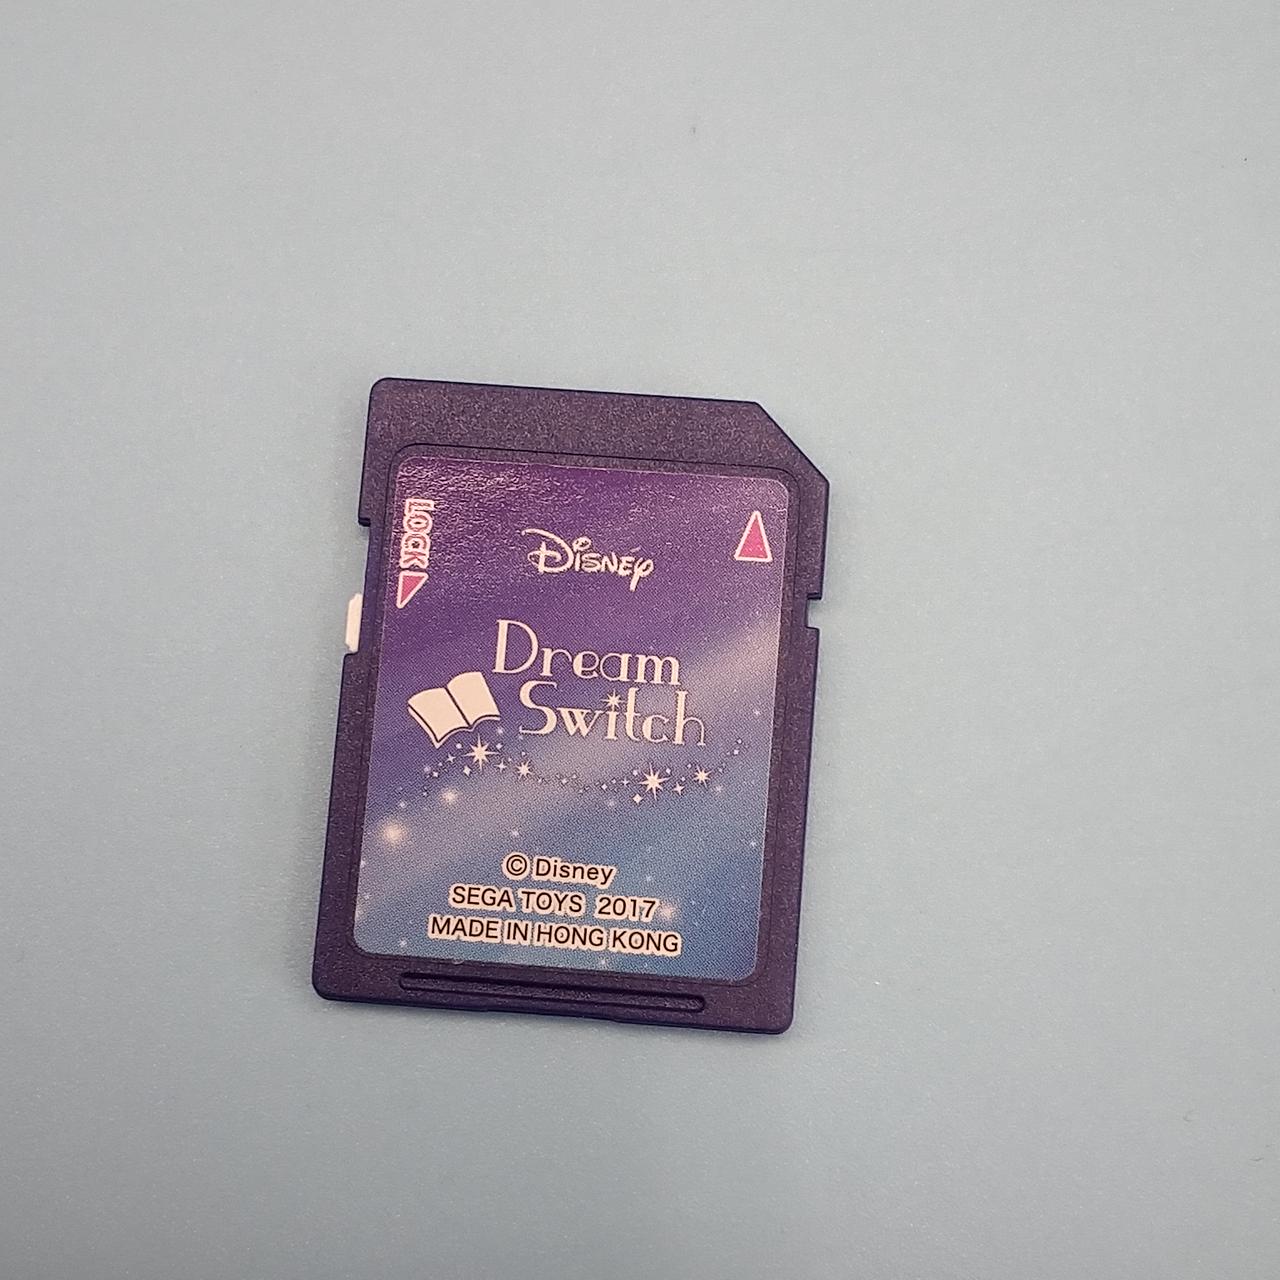 LOCK
Disney
Dream
Switch
© Disney
SEGA TOYS 2017
MADE IN HONG KONG